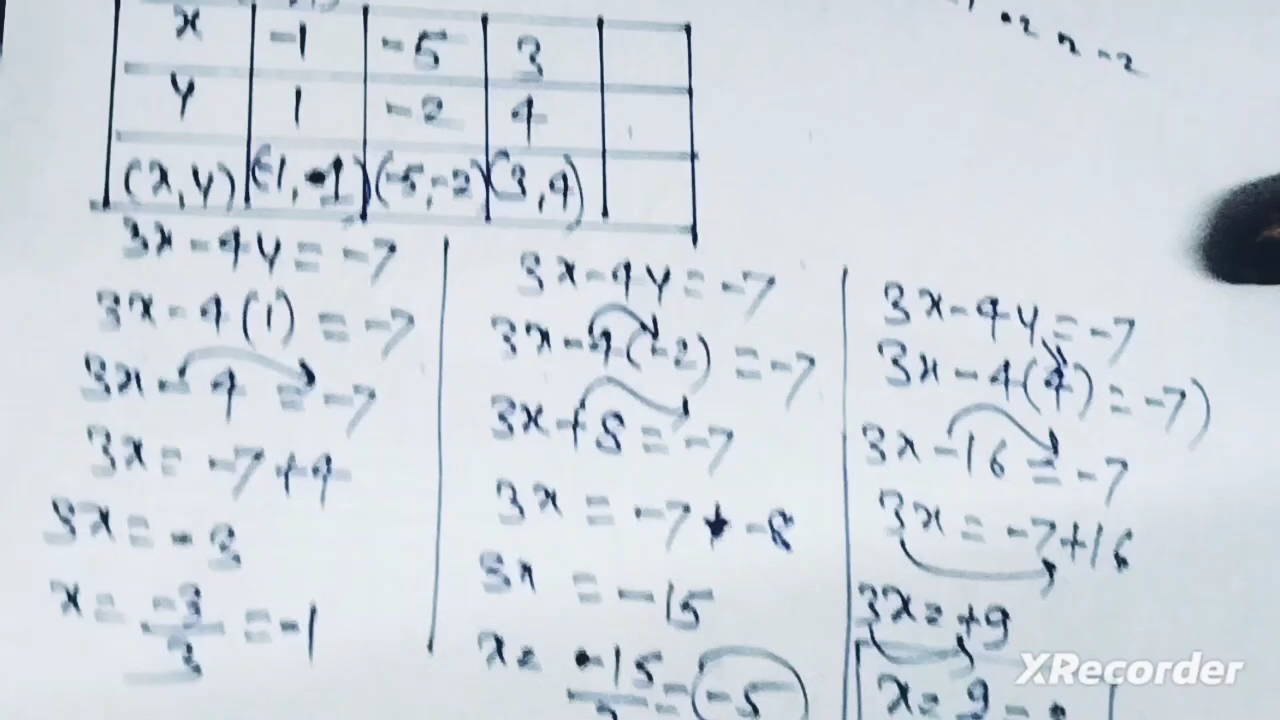 x -1 -5 3
y 1 -2 4
(x,y) (-1,1) (-5,-2) (3,4)
3x-4y=-7
3x-4(1)=-7
3x-4=-7
3x=-7+4
3x=-3
x=-3/3=-1
3x-4y=-7
3x-4(-2)=-7
3x+8=-7
3x=-7-8
3x=-15
x=-15/3=-5
3x-4y=-7
3x-4(4)=-7)
3x-16=-7
3x=-7+16
3x=+9
x=9
XRecorder